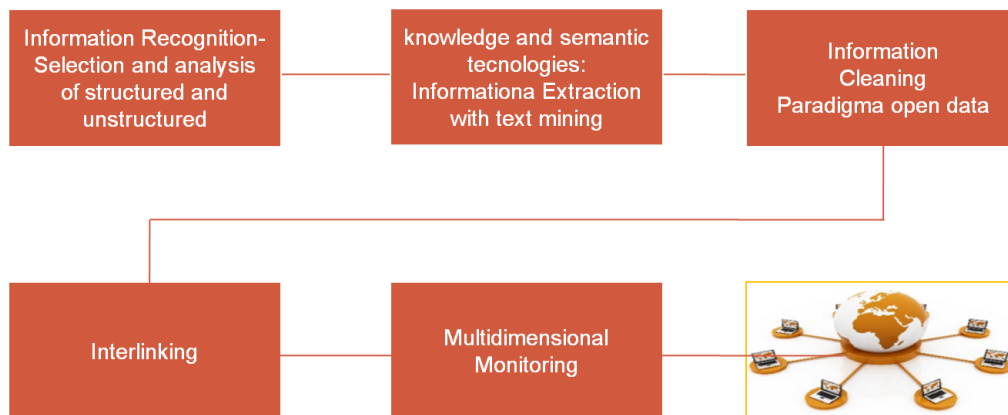 Information Recognition-
Selection and analysis
of structured and
unstructured
knowledge and semantic
tecnologies:
Informationa Extraction
with text mining
Information
Cleaning
Paradigma open data
Interlinking
Multidimensional
Monitoring